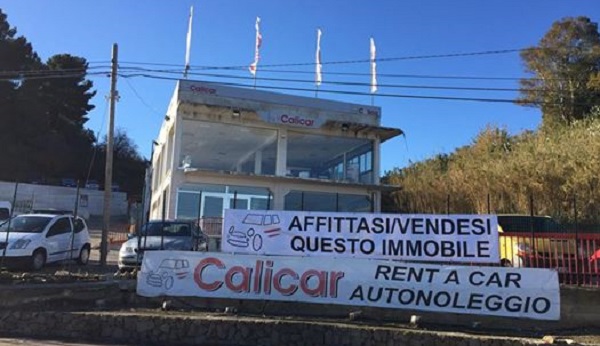 Calicar
Calicar
AFFITTASI/VENDESI
QUESTO IMMOBILE
Calicar RENT A CAR
AUTONOLEGGIO